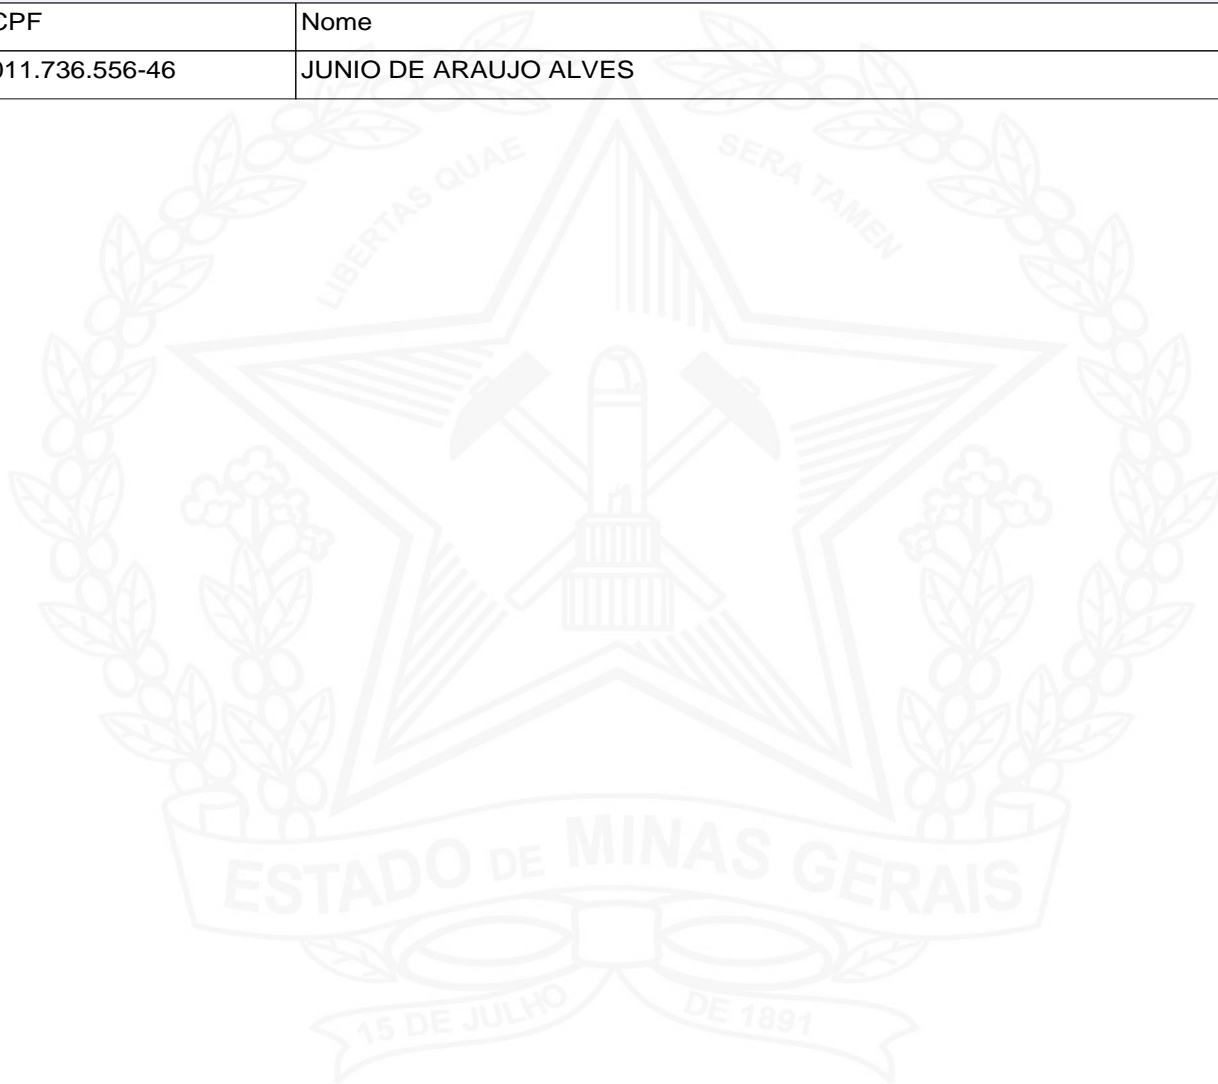 CPF Nome
011.736.556-46 JUNIO DE ARAUJO ALVES
LIBERTAS QUAE SERA TAMEN
ESTADO DE MINAS GERAIS
15 DE JULHO DE 1891